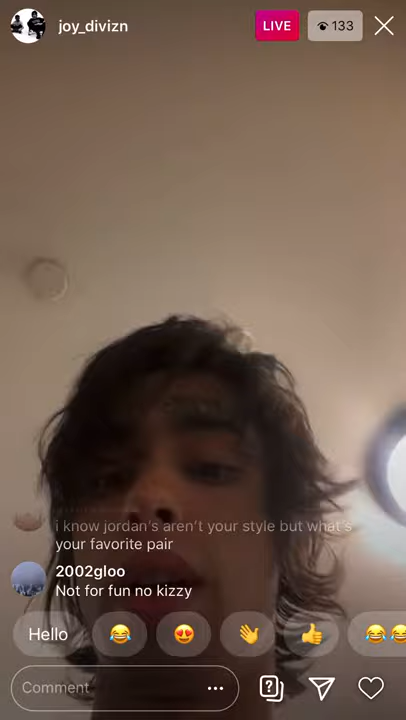 joy_divizn
LIVE
133
i know jordan's aren't your style but what's
your favorite pair
2002gloo
Not for fun no kizzy
Hello
Comment